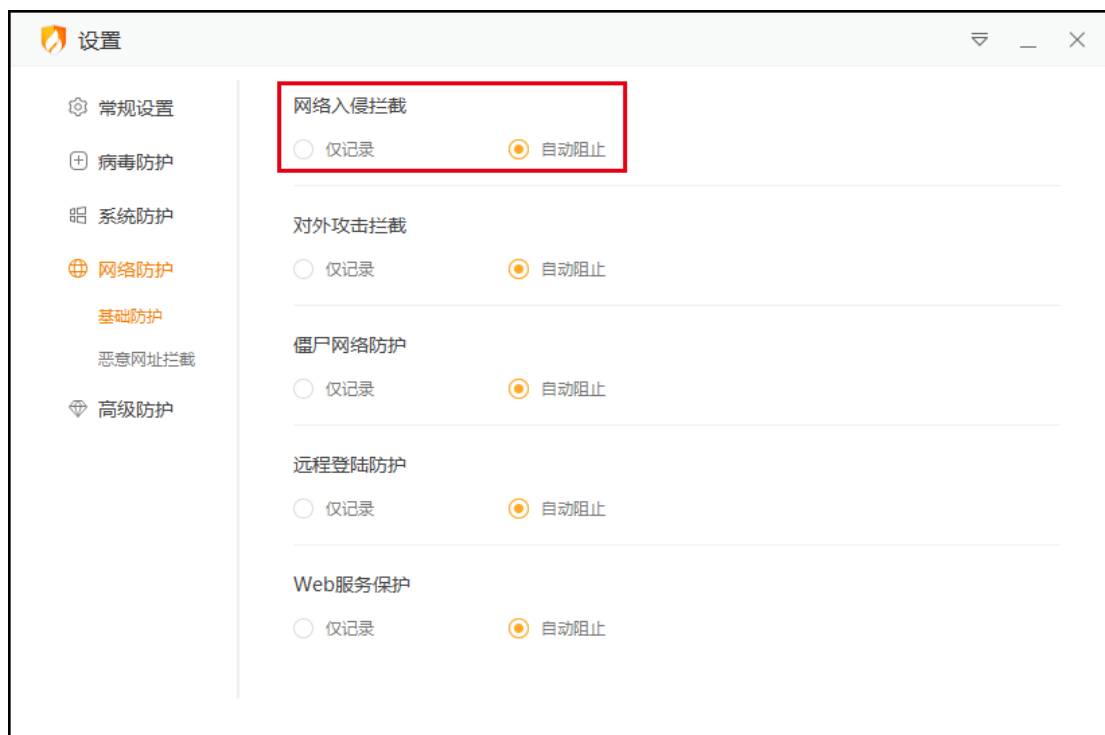 设置
常规设置
病毒防护
系统防护
网络防护
基础防护
恶意网址拦截
高级防护
网络入侵拦截
仅记录 自动阻止
对外攻击拦截
仅记录 自动阻止
僵尸网络防护
仅记录 自动阻止
远程登陆防护
仅记录 自动阻止
Web服务保护
仅记录 自动阻止